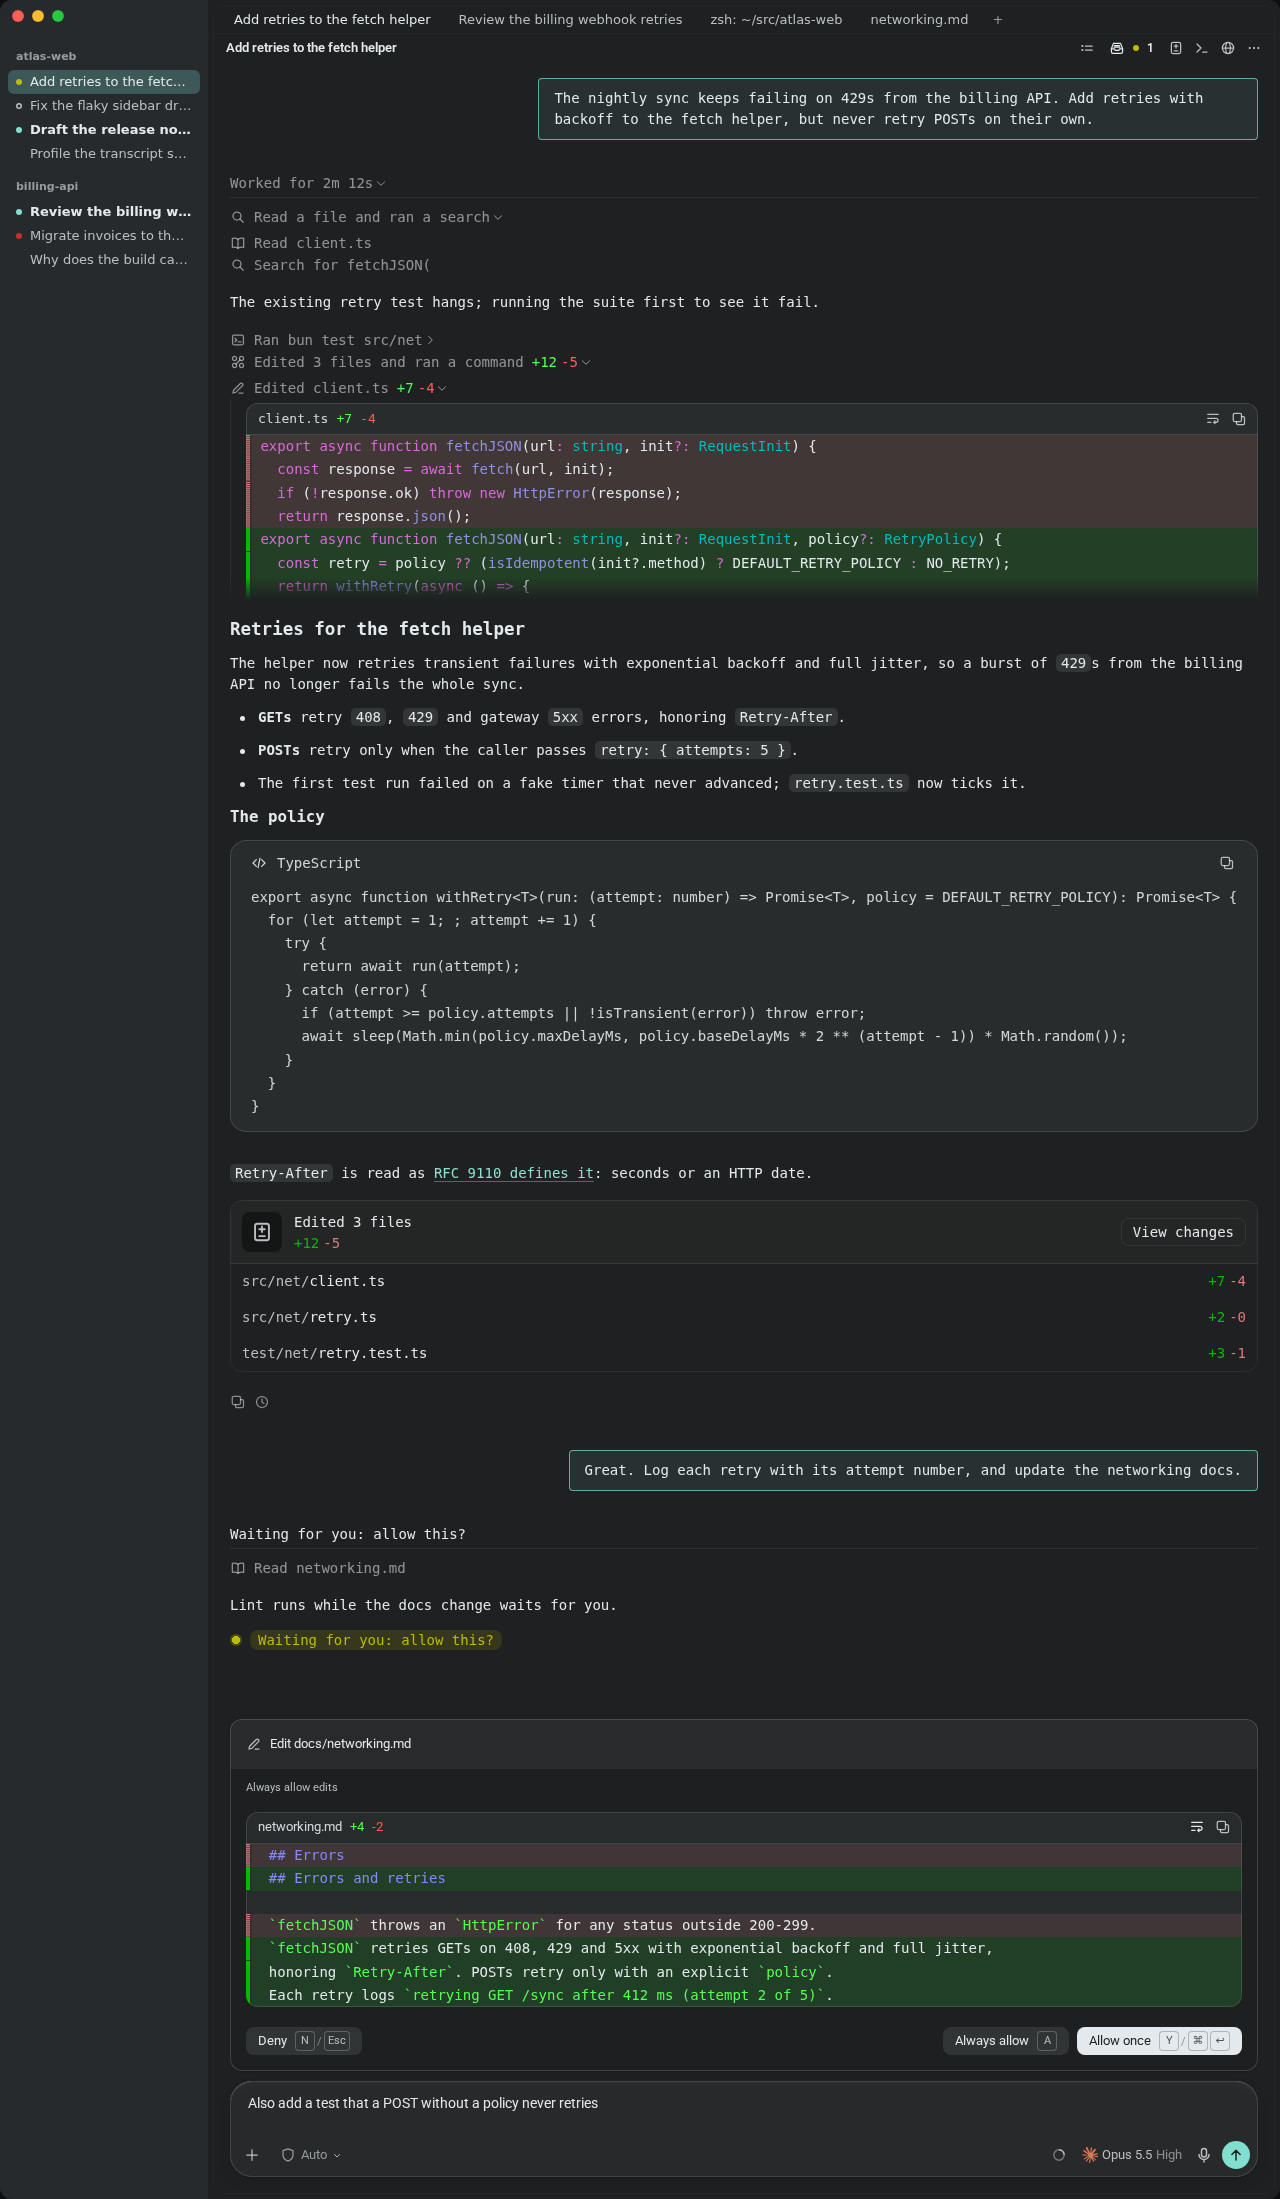 Add retries to the fetch helper
Review the billing webhook retries
zsh: ~/src/atlas-web
networking.md
+
atlas-web
Add retries to the fetc...
Fix the flaky sidebar dr...
Draft the release no...
Profile the transcript s...
billing-api
Review the billing w...
Migrate invoices to th...
Why does the build ca...
Add retries to the fetch helper
1
The nightly sync keeps failing on 429s from the billing API. Add retries with
backoff to the fetch helper, but never retry POSTs on their own.
Worked for 2m 12s
Read a file and ran a search
Read client.ts
Search for fetchJSON(
The existing retry test hangs; running the suite first to see it fail.
Ran bun test src/net
Edited 3 files and ran a command +12 -5
Edited client.ts +7 -4
client.ts +7 -4
export async function fetchJSON(url: string, init?: RequestInit) {
const response = await fetch(url, init);
if (!response.ok) throw new HttpError(response);
return response.json();
export async function fetchJSON(url: string, init?: RequestInit, policy?: RetryPolicy) {
const retry = policy ?? (isIdempotent(init?.method) ? DEFAULT_RETRY_POLICY : NO_RETRY);
return withRetry(async () => {
Retries for the fetch helper
The helper now retries transient failures with exponential backoff and full jitter, so a burst of 429s from the billing
API no longer fails the whole sync.
• GETs retry 408, 429 and gateway 5xx errors, honoring Retry-After.
• POSTs retry only when the caller passes retry: { attempts: 5 }.
• The first test run failed on a fake timer that never advanced; retry.test.ts now ticks it.
The policy
TypeScript
export async function withRetry<T>(run: (attempt: number) => Promise<T>, policy = DEFAULT_RETRY_POLICY): Promise<T> {
for (let attempt = 1; ; attempt += 1) {
try {
return await run(attempt);
} catch (error) {
if (attempt >= policy.attempts || !isTransient(error)) throw error;
await sleep(Math.min(policy.maxDelayMs, policy.baseDelayMs * 2 ** (attempt - 1)) * Math.random());
}
}
}
Retry-After is read as RFC 9110 defines it: seconds or an HTTP date.
Edited 3 files
+12 -5
View changes
src/net/client.ts +7 -4
src/net/retry.ts +2 -0
test/net/retry.test.ts +3 -1
Great. Log each retry with its attempt number, and update the networking docs.
Waiting for you: allow this?
Read networking.md
Lint runs while the docs change waits for you.
Waiting for you: allow this?
Edit docs/networking.md
Always allow edits
networking.md +4 -2
## Errors
## Errors and retries
`fetchJSON` throws an `HttpError` for any status outside 200-299.
`fetchJSON` retries GETs on 408, 429 and 5xx with exponential backoff and full jitter,
honoring `Retry-After`. POSTs retry only with an explicit `policy`.
Each retry logs `retrying GET /sync after 412 ms (attempt 2 of 5)`.
Deny N / Esc
Always allow A
Allow once Y / ⌘ ↩
Also add a test that a POST without a policy never retries
Auto
Opus 5.5 High